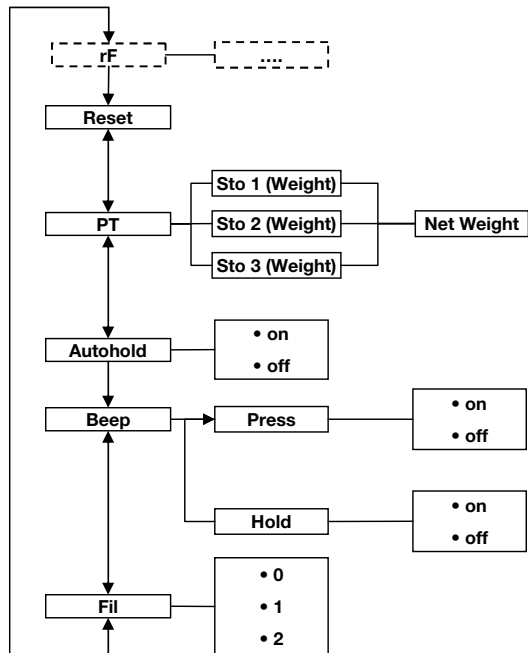 rF
....
Reset
Sto 1 (Weight)
PT
Sto 2 (Weight)
Net Weight
Sto 3 (Weight)
Autohold
• on
• off
Beep
Press
• on
• off
Hold
• on
• off
Fil
• 0
• 1
• 2